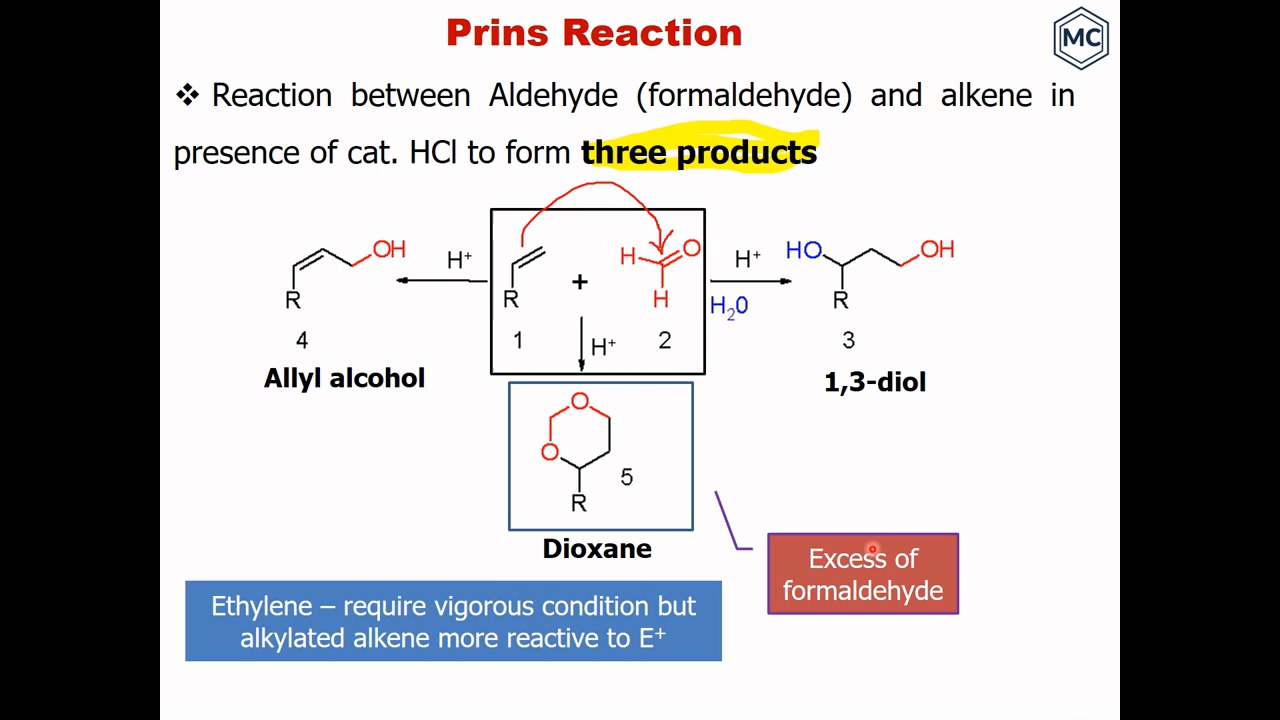 Prins Reaction
MC
❖ Reaction between Aldehyde (formaldehyde) and alkene in
presence of cat. HCl to form three products
OH
H⁺
R
4
Allyl alcohol
R
1
+
H
O
H
2
H⁺
H₂0
HO
OH
R
3
1,3-diol
H⁺
O
O
R
5
Dioxane
Excess of
formaldehyde
Ethylene – require vigorous condition but
alkylated alkene more reactive to E⁺